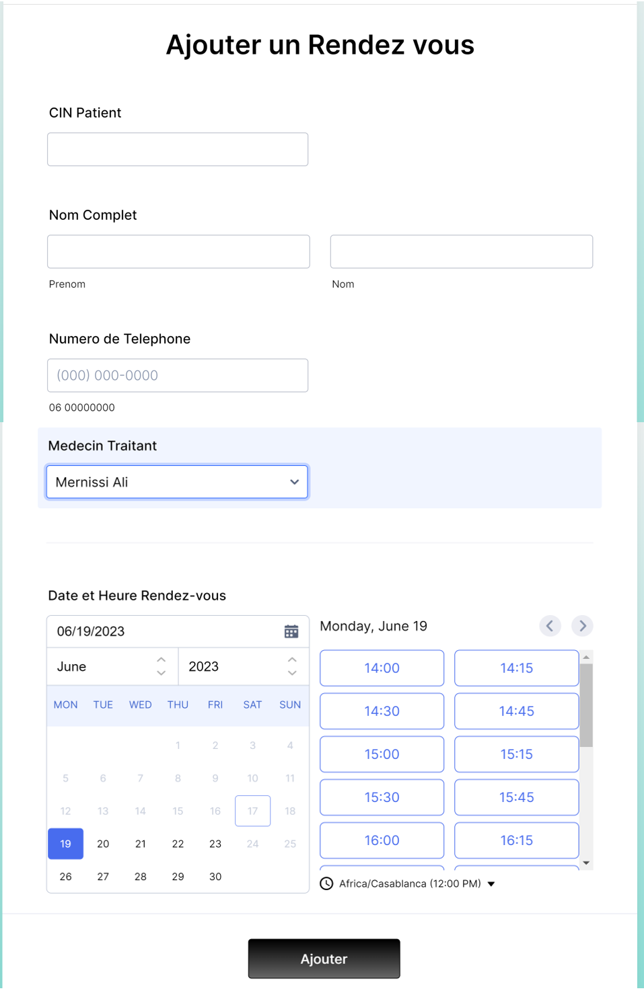 Ajouter un Rendez vous
CIN Patient
Nom Complet
Prenom Nom
Numero de Telephone
(000) 000-0000
06 00000000
Medecin Traitant
Mernissi Ali
Date et Heure Rendez-vous
06/19/2023
June 2023
MON TUE WED THU FRI SAT SUN
1 2 3 4
5 6 7 8 9 10 11
12 13 14 15 16 17 18
19 20 21 22 23 24 25
26 27 28 29 30
Monday, June 19
14:00 14:15
14:30 14:45
15:00 15:15
15:30 15:45
16:00 16:15
Africa/Casablanca (12:00 PM)
Ajouter